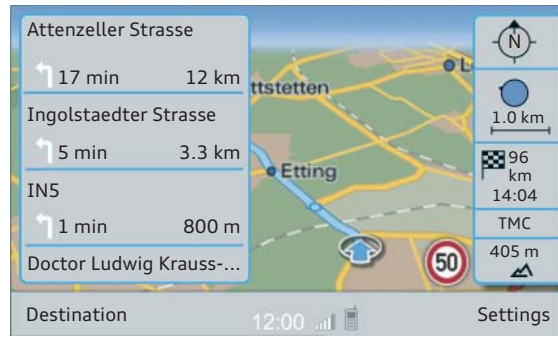 Attenzeller Strasse
17 min 12 km
Ingolstaedter Strasse
5 min 3.3 km
IN5
1 min 800 m
Doctor Ludwig Krauss-...
ttstetten
L
Etting
50
N
1.0 km
96
km
14:04
TMC
405 m
Destination
12:00
Settings